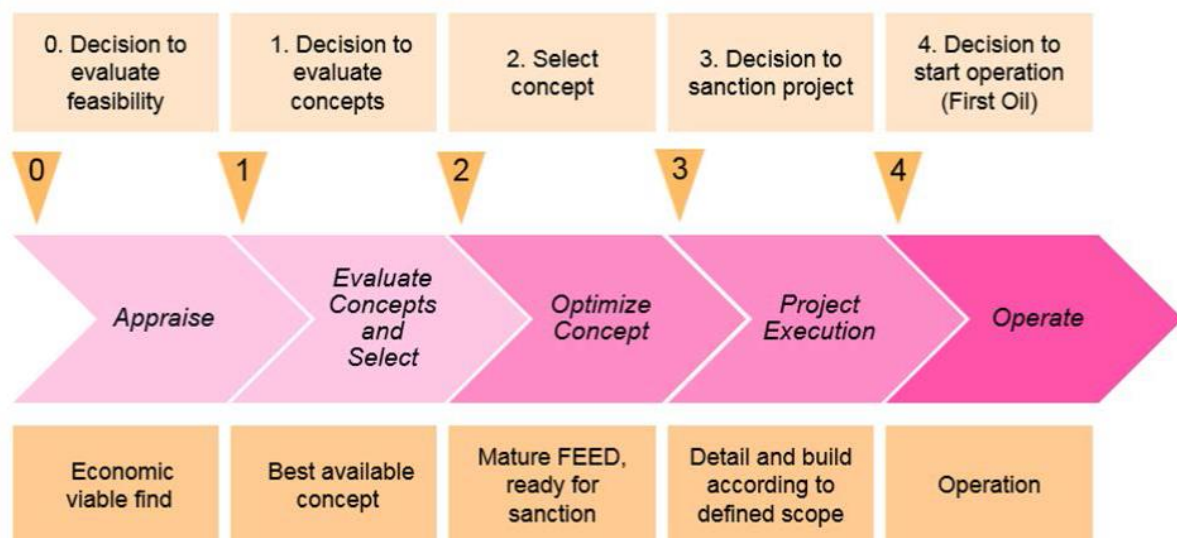 0. Decision to
evaluate
feasibility
1. Decision to
evaluate
concepts
2. Select
concept
3. Decision to
sanction project
4. Decision to
start operation
(First Oil)
0
1
2
3
4
Appraise
Evaluate
Concepts
and
Select
Optimize
Concept
Project
Execution
Operate
Economic
viable find
Best available
concept
Mature FEED,
ready for
sanction
Detail and build
according to
defined scope
Operation